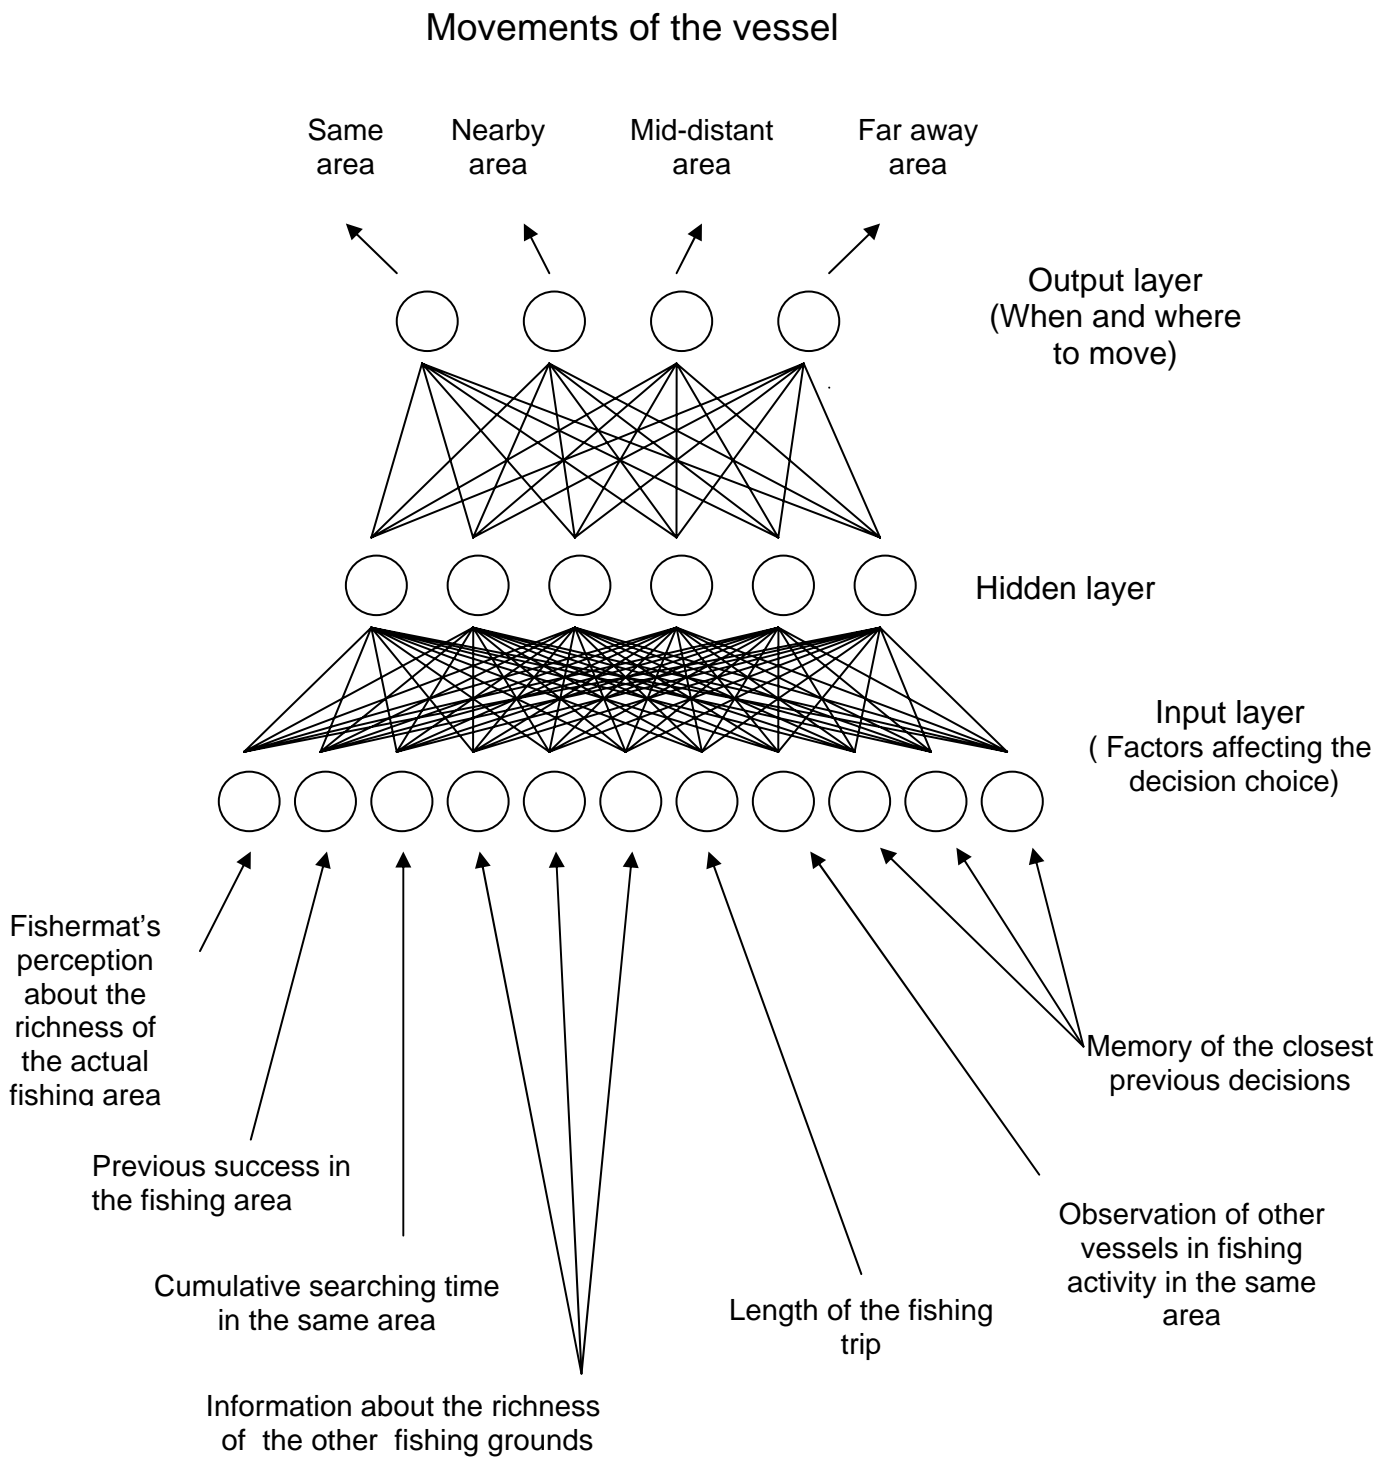 Movements of the vessel
Same
area
Nearby
area
Mid-distant
area
Far away
area
Output layer
(When and where
to move)
Hidden layer
Input layer
( Factors affecting the
decision choice)
Fishermat's
perception
about the
richness of
the actual
fishing area
Memory of the closest
previous decisions
Previous success in
the fishing area
Observation of other
vessels in fishing
activity in the same
area
Cumulative searching time
in the same area
Length of the fishing
trip
Information about the richness
of the other fishing grounds